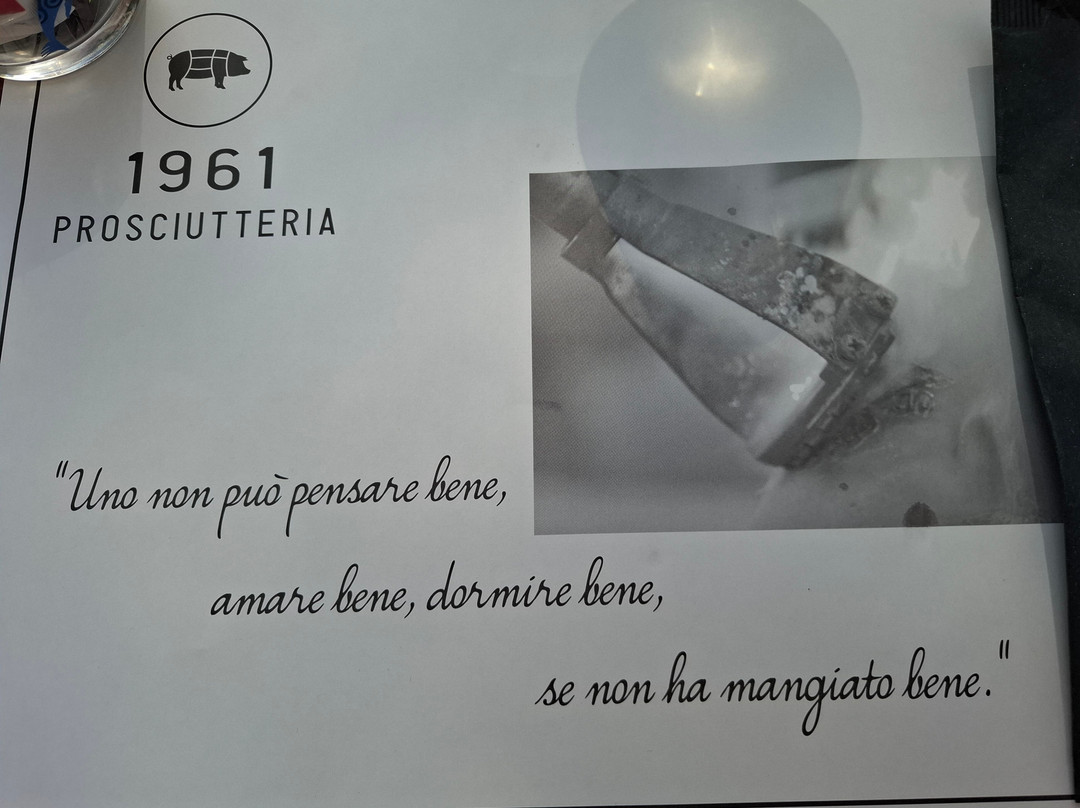 1961
PROSCIUTTERIA
"Uno non può pensare bene,
amare bene, dormire bene,
se non ha mangiato bene."